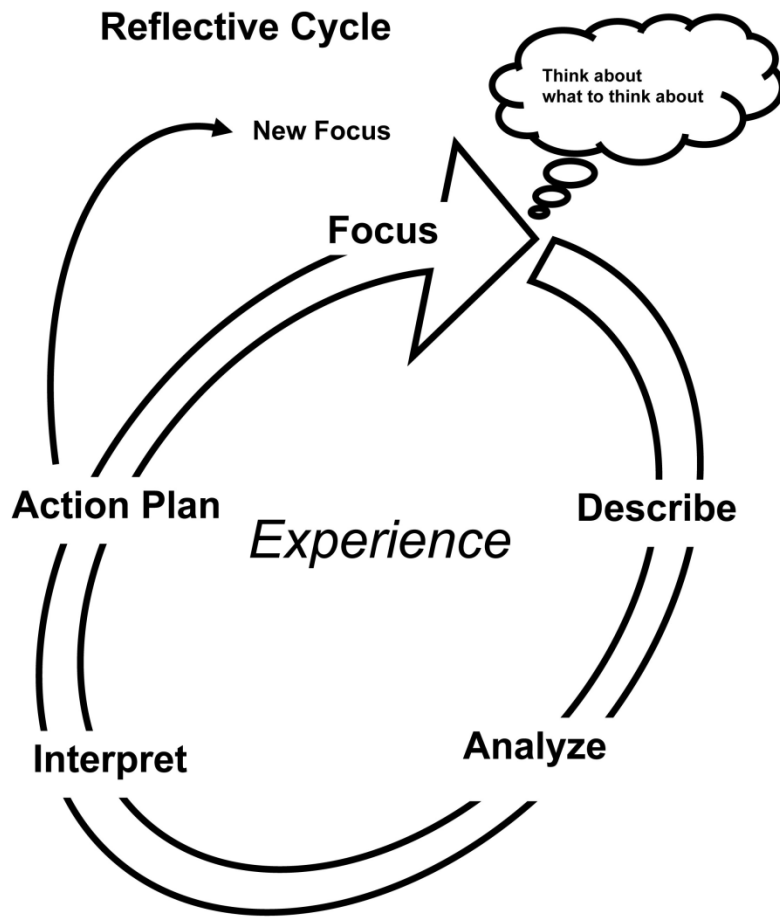 Reflective Cycle
Think about
what to think about
New Focus
Focus
Action Plan
Describe
Experience
Interpret
Analyze